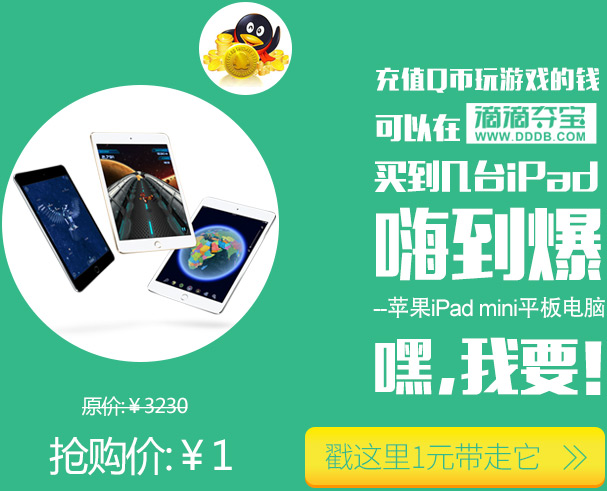 充值Q币玩游戏的钱
可以在 滴滴夺宝
WWW.DDDB.COM
买到几台iPad
嗨到爆
--苹果iPad mini平板电脑
嘿,我要!
原价:¥3230
抢购价:¥1
戳这里1元带走它 >>